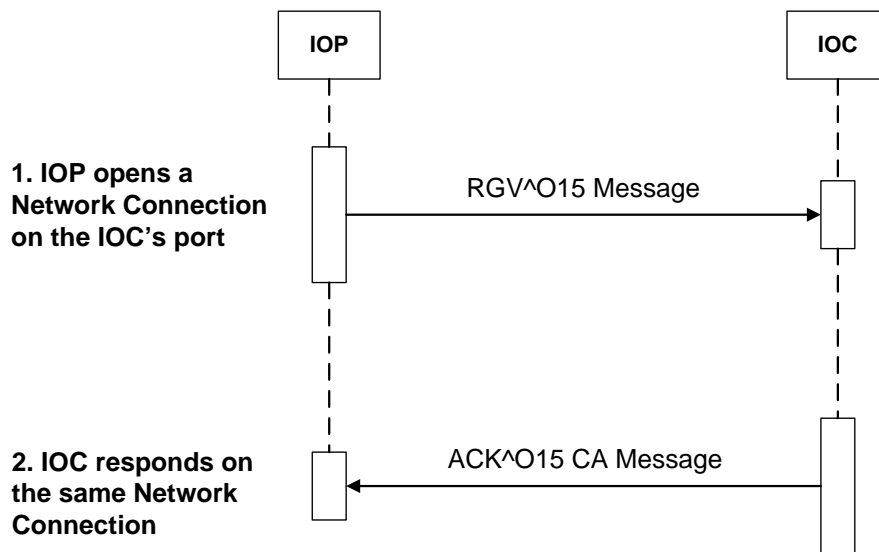 IOP
IOC
1. IOP opens a
Network Connection
on the IOC's port
RGV^O15 Message
2. IOC responds on
the same Network
Connection
ACK^O15 CA Message